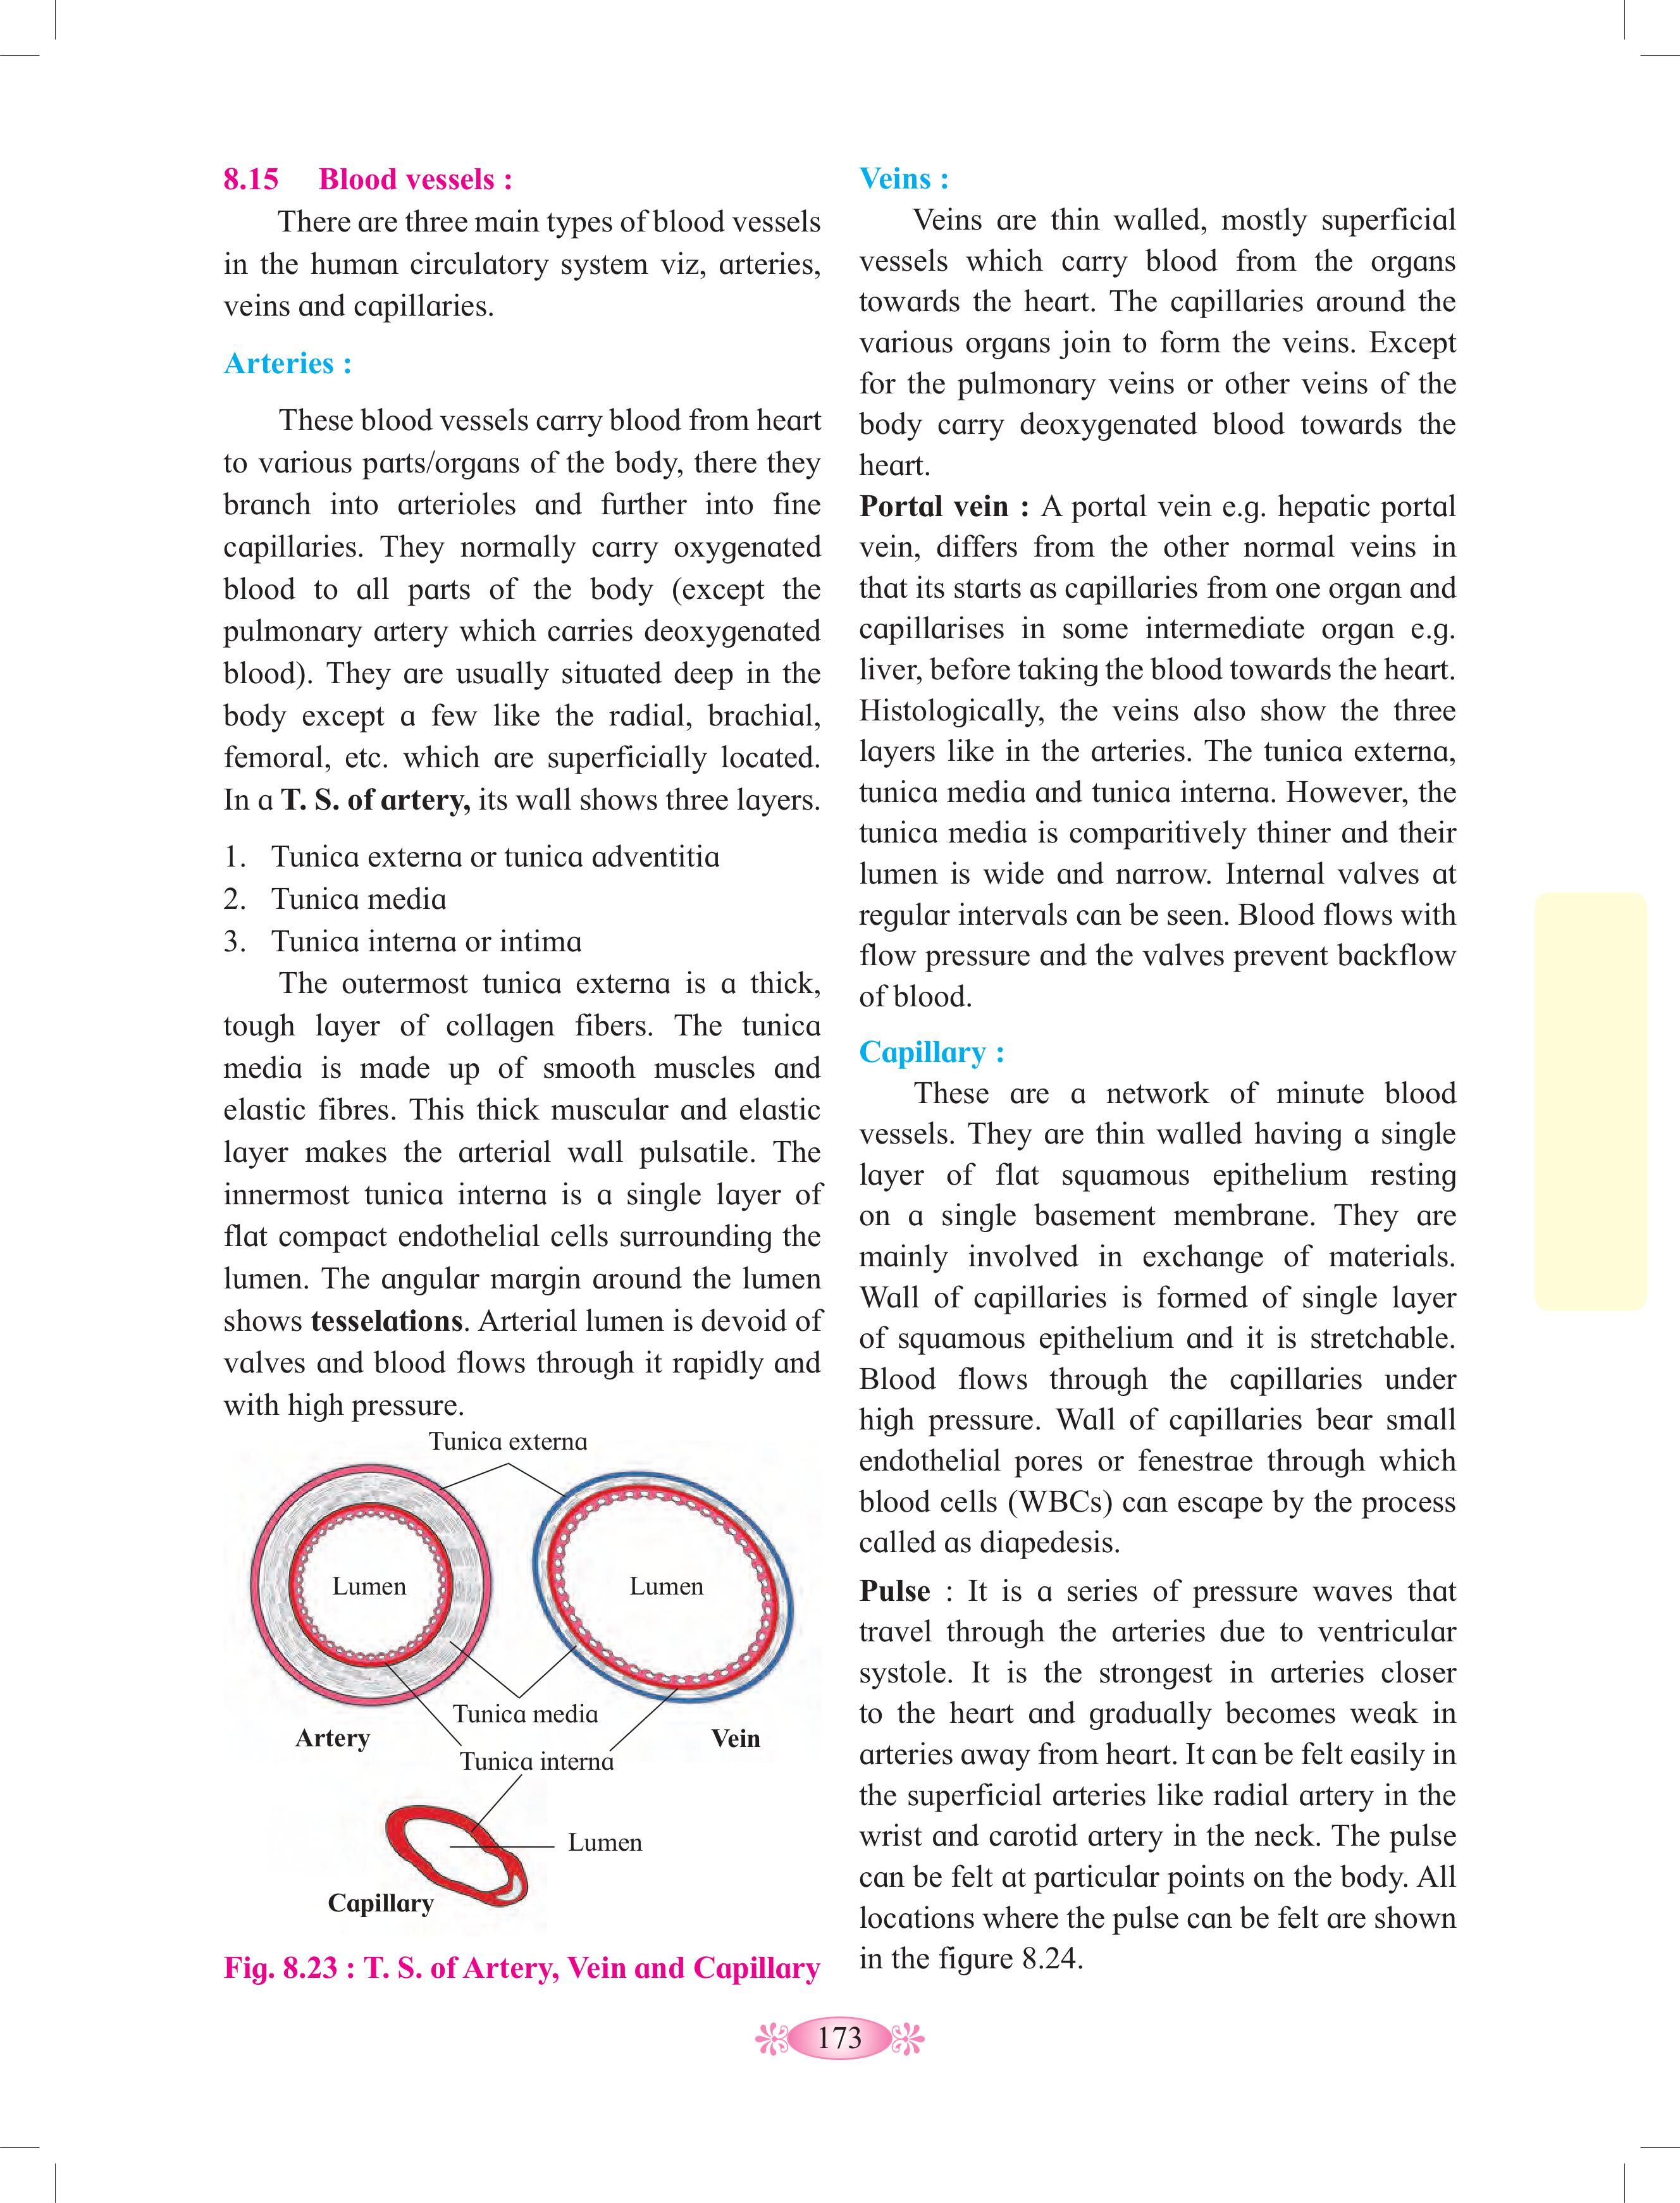 8.15 Blood vessels :
There are three main types of blood vessels
in the human circulatory system viz, arteries,
veins and capillaries.
Arteries :
These blood vessels carry blood from heart
to various parts/organs of the body, there they
branch into arterioles and further into fine
capillaries. They normally carry oxygenated
blood to all parts of the body (except the
pulmonary artery which carries deoxygenated
blood). They are usually situated deep in the
body except a few like the radial, brachial,
femoral, etc. which are superficially located.
In a T. S. of artery, its wall shows three layers.
1. Tunica externa or tunica adventitia
2. Tunica media
3. Tunica interna or intima
The outermost tunica externa is a thick,
tough layer of collagen fibers. The tunica
media is made up of smooth muscles and
elastic fibres. This thick muscular and elastic
layer makes the arterial wall pulsatile. The
innermost tunica interna is a single layer of
flat compact endothelial cells surrounding the
lumen. The angular margin around the lumen
shows tesselations. Arterial lumen is devoid of
valves and blood flows through it rapidly and
with high pressure.
Tunica externa
Lumen
Lumen
Tunica media
Artery
Vein
Tunica interna
Lumen
Capillary
Fig. 8.23 : T. S. of Artery, Vein and Capillary
Veins :
Veins are thin walled, mostly superficial
vessels which carry blood from the organs
towards the heart. The capillaries around the
various organs join to form the veins. Except
for the pulmonary veins or other veins of the
body carry deoxygenated blood towards the
heart.
Portal vein : A portal vein e.g. hepatic portal
vein, differs from the other normal veins in
that its starts as capillaries from one organ and
capillarises in some intermediate organ e.g.
liver, before taking the blood towards the heart.
Histologically, the veins also show the three
layers like in the arteries. The tunica externa,
tunica media and tunica interna. However, the
tunica media is comparitively thiner and their
lumen is wide and narrow. Internal valves at
regular intervals can be seen. Blood flows with
flow pressure and the valves prevent backflow
of blood.
Capillary :
These are a network of minute blood
vessels. They are thin walled having a single
layer of flat squamous epithelium resting
on a single basement membrane. They are
mainly involved in exchange of materials.
Wall of capillaries is formed of single layer
of squamous epithelium and it is stretchable.
Blood flows through the capillaries under
high pressure. Wall of capillaries bear small
endothelial pores or fenestrae through which
blood cells (WBCs) can escape by the process
called as diapedesis.
Pulse : It is a series of pressure waves that
travel through the arteries due to ventricular
systole. It is the strongest in arteries closer
to the heart and gradually becomes weak in
arteries away from heart. It can be felt easily in
the superficial arteries like radial artery in the
wrist and carotid artery in the neck. The pulse
can be felt at particular points on the body. All
locations where the pulse can be felt are shown
in the figure 8.24.
173